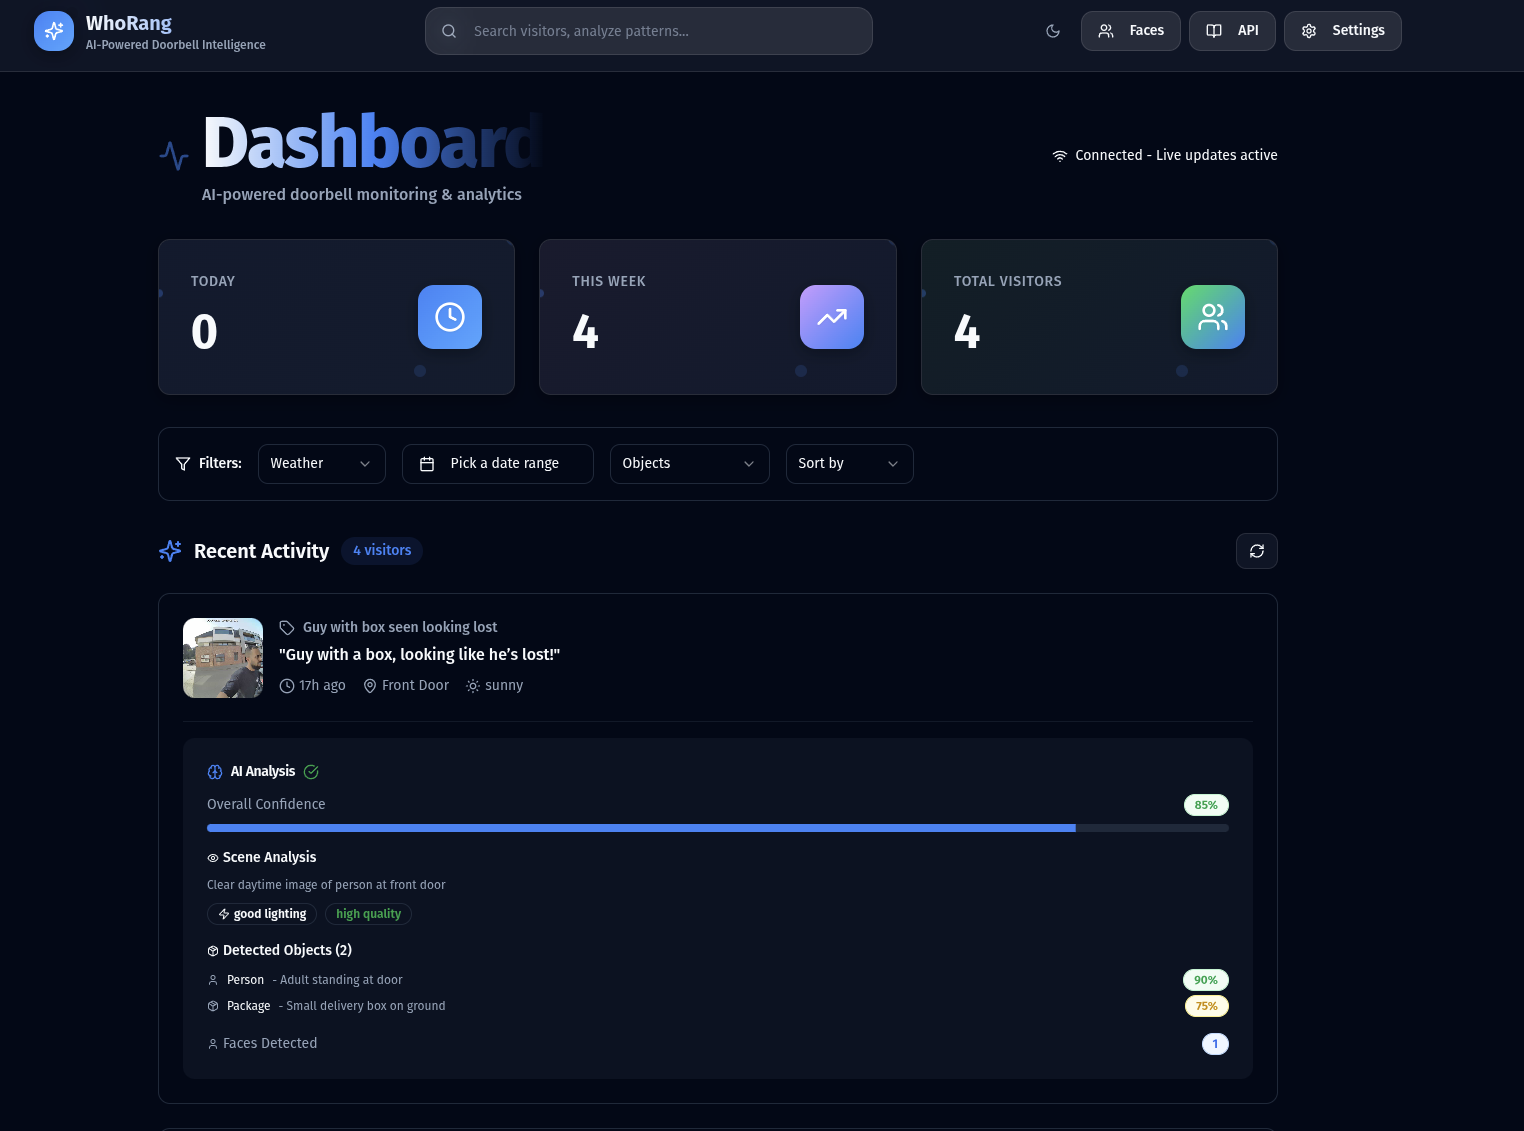 WhoRang
AI-Powered Doorbell Intelligence
Search visitors, analyze patterns...
Faces
API
Settings
Dashboard
AI-powered doorbell monitoring & analytics
Connected - Live updates active
TODAY
0
THIS WEEK
4
TOTAL VISITORS
4
Filters:
Weather
Pick a date range
Objects
Sort by
Recent Activity
4 visitors
Guy with box seen looking lost
"Guy with a box, looking like he’s lost!"
17h ago
Front Door
sunny
AI Analysis
Overall Confidence
85%
Scene Analysis
Clear daytime image of person at front door
good lighting
high quality
Detected Objects (2)
Person - Adult standing at door
90%
Package - Small delivery box on ground
75%
Faces Detected
1